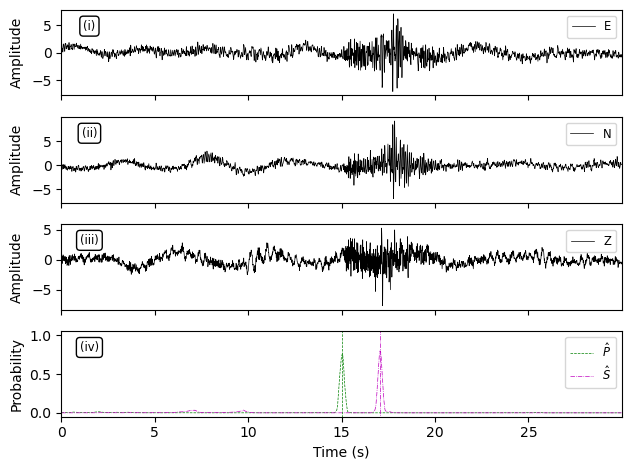 (i)
E
Amplitude
5
0
−5
(ii)
N
Amplitude
5
0
−5
(iii)
Z
Amplitude
5
0
−5
(iv)
P̂
Ŝ
Probability
1.0
0.5
0.0
0 5 10 15 20 25
Time (s)